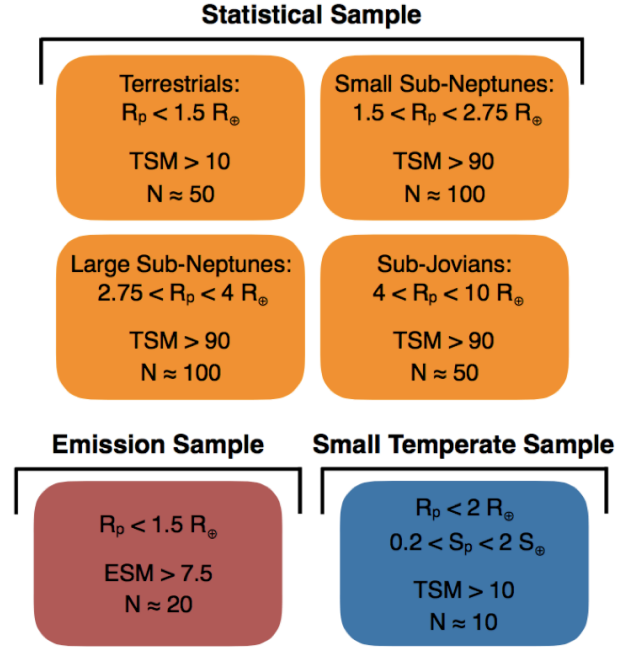 Statistical Sample
Terrestrials:
Rₚ < 1.5 R⊕
TSM > 10
N ≈ 50
Small Sub-Neptunes:
1.5 < Rₚ < 2.75 R⊕
TSM > 90
N ≈ 100
Large Sub-Neptunes:
2.75 < Rₚ < 4 R⊕
TSM > 90
N ≈ 100
Sub-Jovians:
4 < Rₚ < 10 R⊕
TSM > 90
N ≈ 50
Emission Sample
Rₚ < 1.5 R⊕
ESM > 7.5
N ≈ 20
Small Temperate Sample
Rₚ < 2 R⊕
0.2 < Sₚ < 2 S⊕
TSM > 10
N ≈ 10